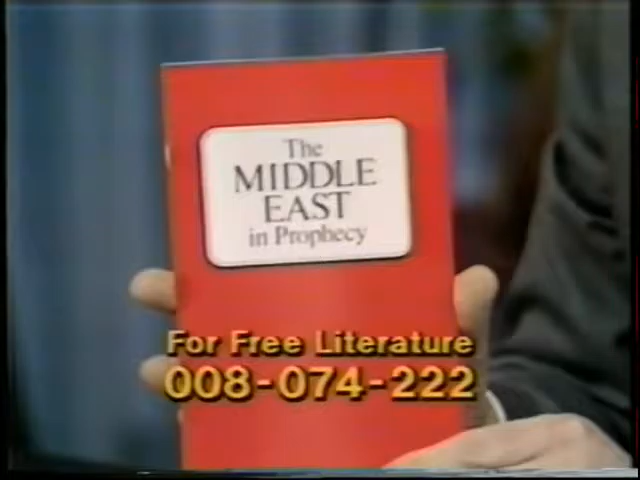 The
MIDDLE
EAST
in Prophecy
For Free Literature
008-074-222